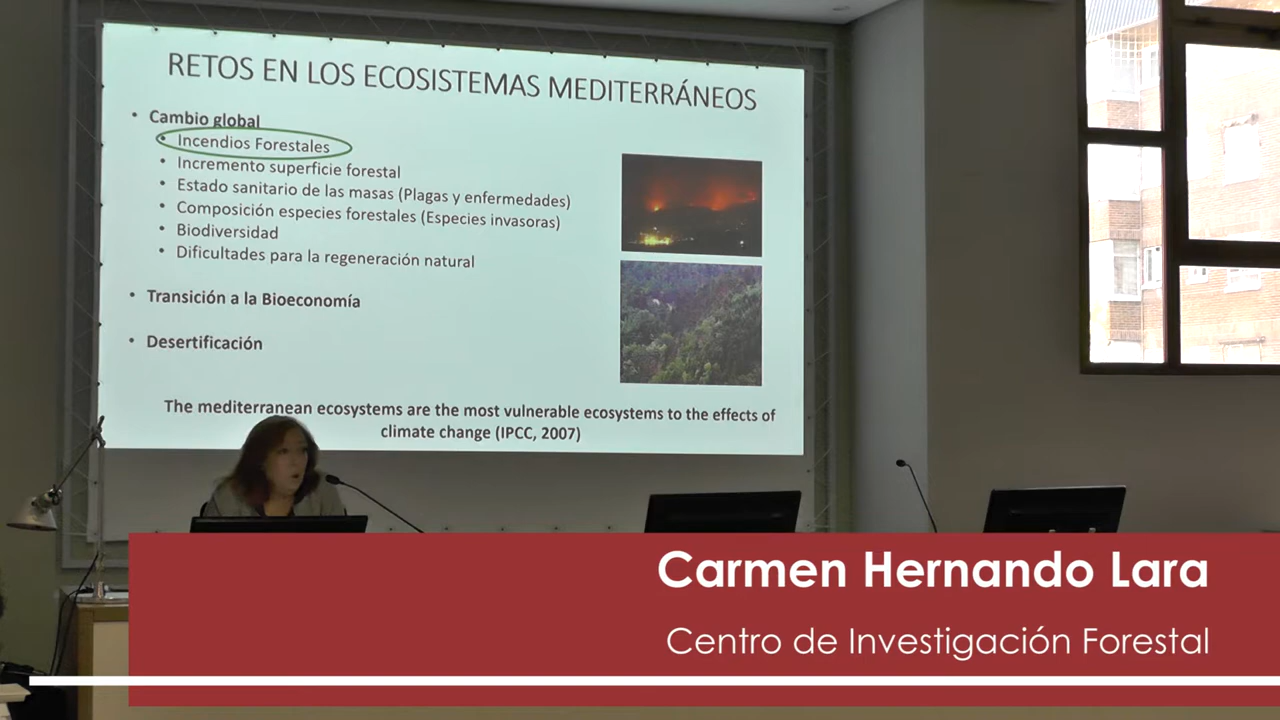 RETOS EN LOS ECOSISTEMAS MEDITERRÁNEOS
• Cambio global
• Incendios Forestales
• Incremento superficie forestal
• Estado sanitario de las masas (Plagas y enfermedades)
• Composición especies forestales (Especies invasoras)
• Biodiversidad
• Dificultades para la regeneración natural
• Transición a la Bioeconomía
• Desertificación
The mediterranean ecosystems are the most vulnerable ecosystems to the effects of
climate change (IPCC, 2007)
Carmen Hernando Lara
Centro de Investigación Forestal